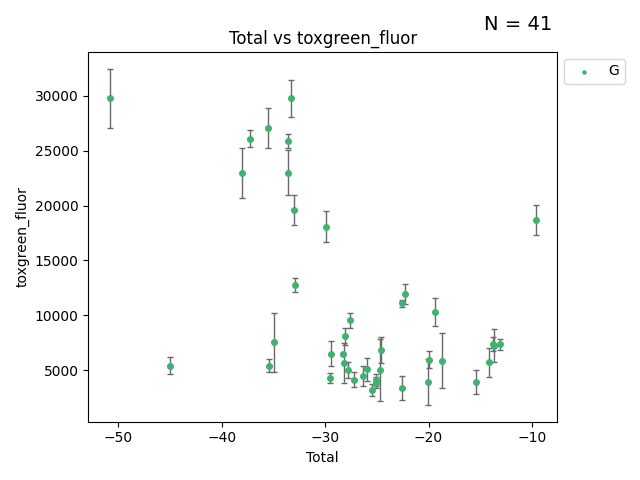 N = 41
Total vs toxgreen_fluor
G
30000
25000
20000
15000
10000
5000
toxgreen_fluor
−50 −40 −30 −20 −10
Total